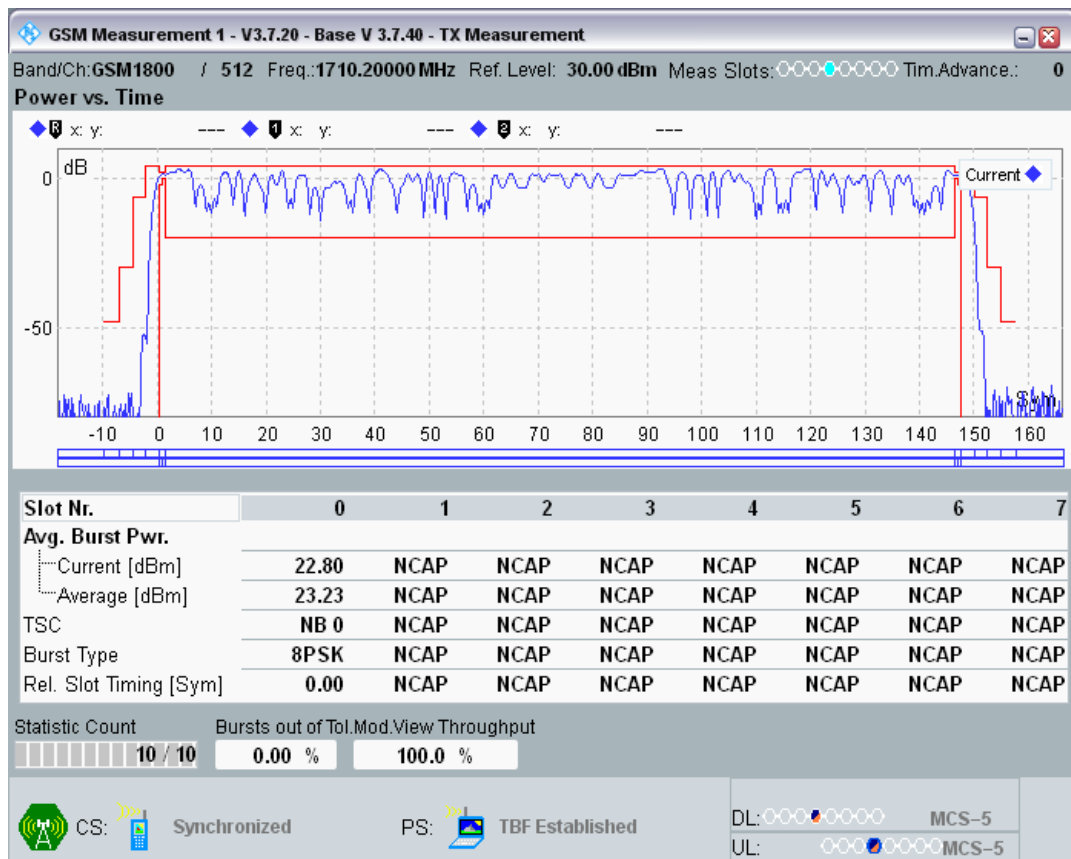 GSM Measurement 1 - V3.7.20 - Base V 3.7.40 - TX Measurement
Band/Ch:GSM1800 / 512 Freq.:1710.20000 MHz Ref. Level: 30.00 dBm Meas Slots: Tim.Advance.: 0
Power vs. Time
R x: y: --- 1 x: y: --- 2 x: y: ---
dB
0
Current
-50
Sym
-10 0 10 20 30 40 50 60 70 80 90 100 110 120 130 140 150 160
Slot Nr. 0 1 2 3 4 5 6 7
Avg. Burst Pwr.
Current [dBm] 22.80 NCAP NCAP NCAP NCAP NCAP NCAP NCAP
Average [dBm] 23.23 NCAP NCAP NCAP NCAP NCAP NCAP NCAP
TSC NB 0 NCAP NCAP NCAP NCAP NCAP NCAP NCAP
Burst Type 8PSK NCAP NCAP NCAP NCAP NCAP NCAP NCAP
Rel. Slot Timing [Sym] 0.00 NCAP NCAP NCAP NCAP NCAP NCAP NCAP
Statistic Count Bursts out of Tol.Mod.View Throughput
10 / 10 0.00 % 100.0 %
CS: Synchronized PS: TBF Established
DL: MCS-5
UL: MCS-5